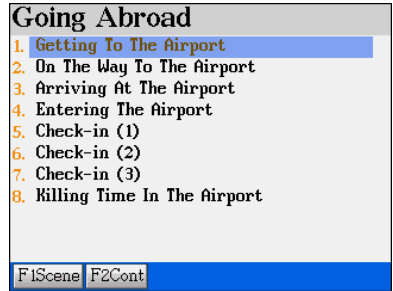 Going Abroad
1. Getting To The Airport
2. On The Way To The Airport
3. Arriving At The Airport
4. Entering The Airport
5. Check-in (1)
6. Check-in (2)
7. Check-in (3)
8. Killing Time In The Airport
F1Scene F2Cont